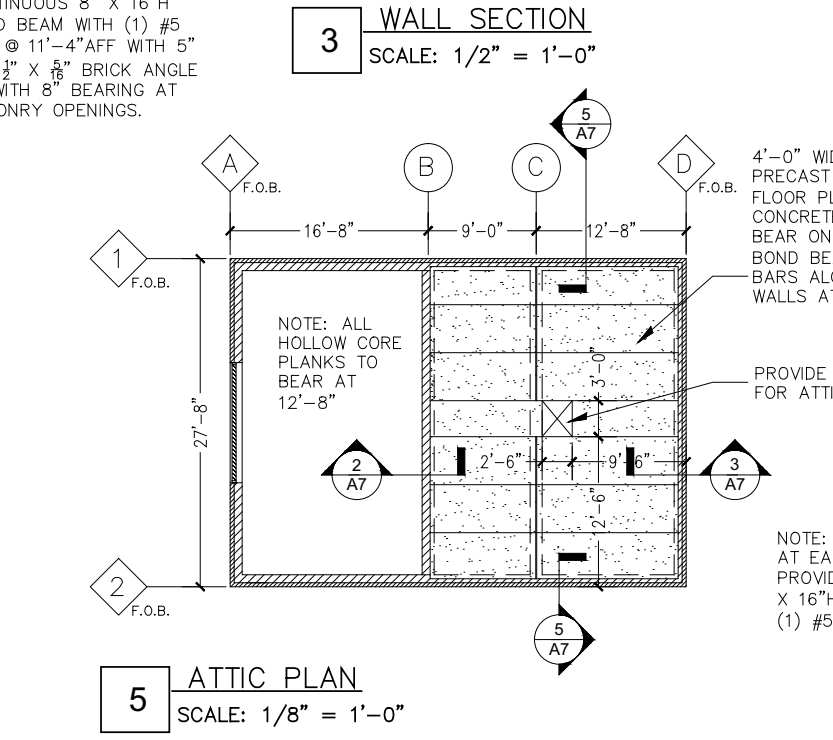 TINUOUS 8" X 16"H
D BEAM WITH (1) #5
@ 11'-4"AFF WITH 5"
1/2" X 5/16" BRICK ANGLE
WITH 8" BEARING AT
ONRY OPENINGS.
3
WALL SECTION
SCALE: 1/2" = 1'-0"
5
A7
A
F.O.B.
B
C
D
F.O.B.
16'-8"
9'-0"
12'-8"
1
F.O.B.
4'-0" WID
PRECAST
FLOOR PL
CONCRETE
BEAR ON
BOND BE
BARS ALO
WALLS AT
NOTE: ALL
HOLLOW CORE
PLANKS TO
BEAR AT
12'-8"
3'-0"
PROVIDE
FOR ATTI
27'-8"
2
A7
2'-6"
9' 6"
3
A7
12'-6"
NOTE:
AT EA
PROVID
X 16"H
(1) #5
2
F.O.B.
5
A7
5
ATTIC PLAN
SCALE: 1/8" = 1'-0"